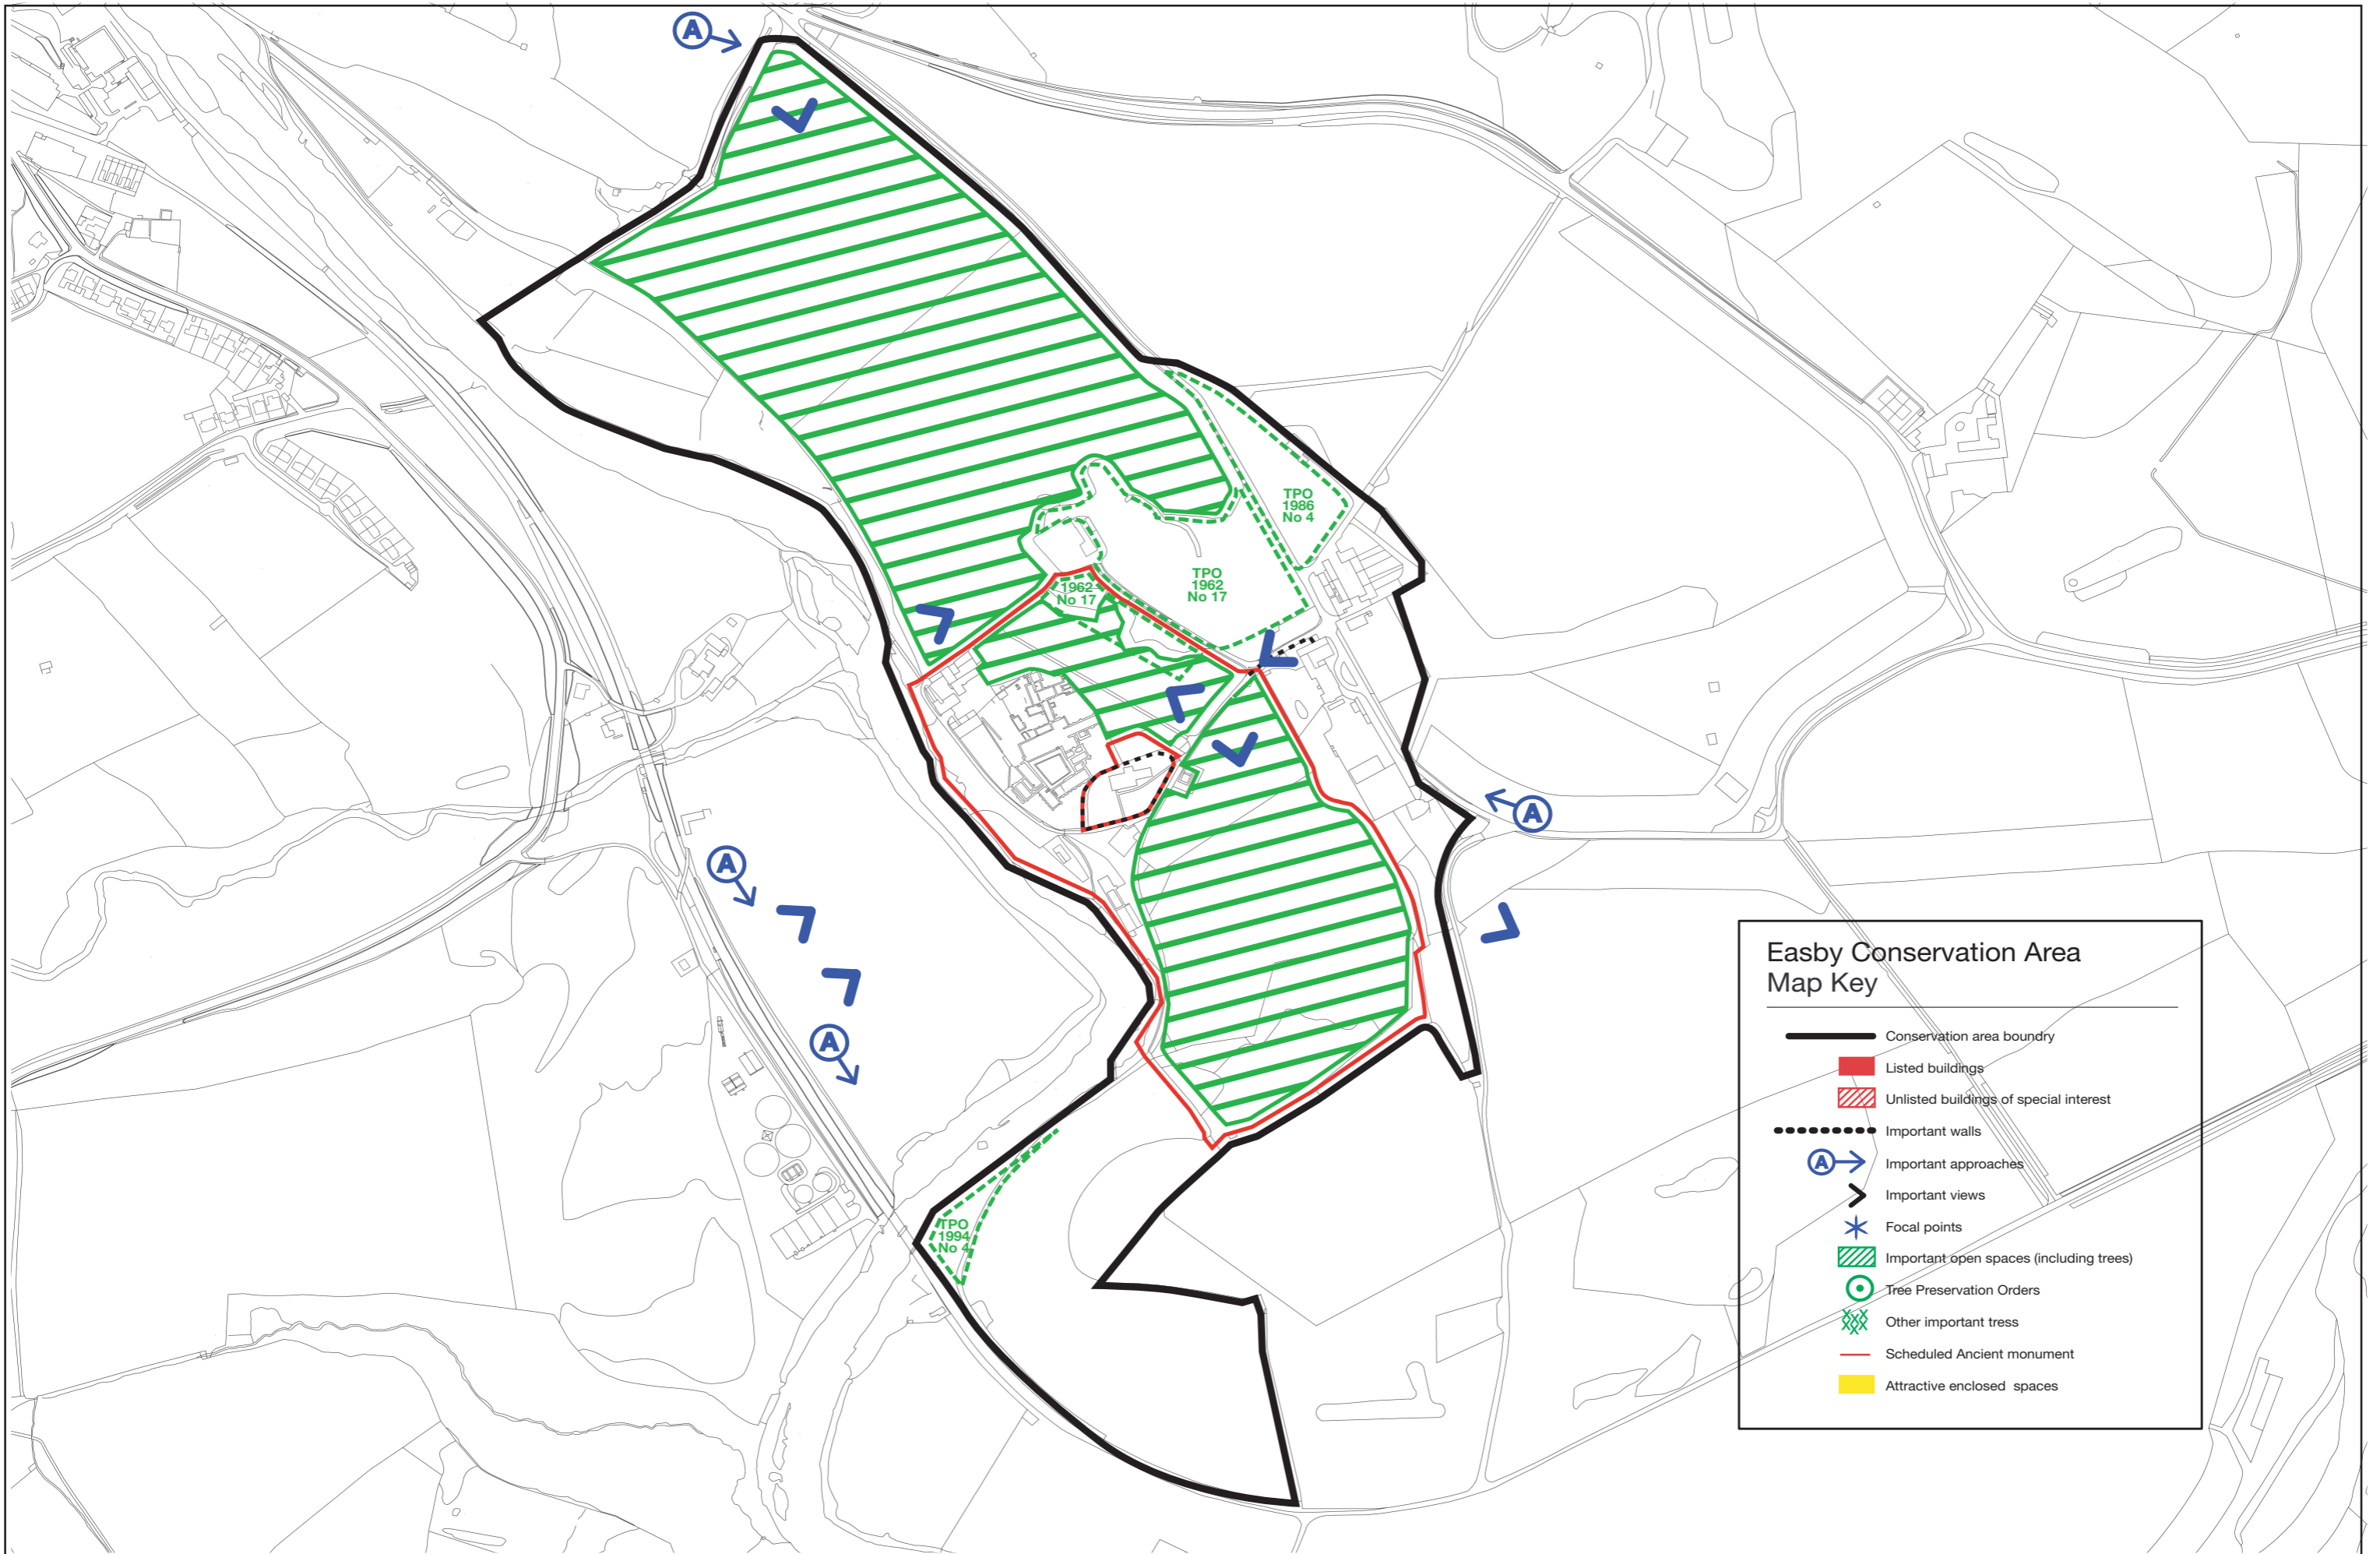 A
TPO
1986
No 4
TPO
1962
No 17
1962
No 17
A
A
A
TPO
1994
No 4
Easby Conservation Area
Map Key
Conservation area boundry
Listed buildings
Unlisted buildings of special interest
Important walls
A
Important approaches
Important views
Focal points
Important open spaces (including trees)
Tree Preservation Orders
Other important tress
Scheduled Ancient monument
Attractive enclosed spaces